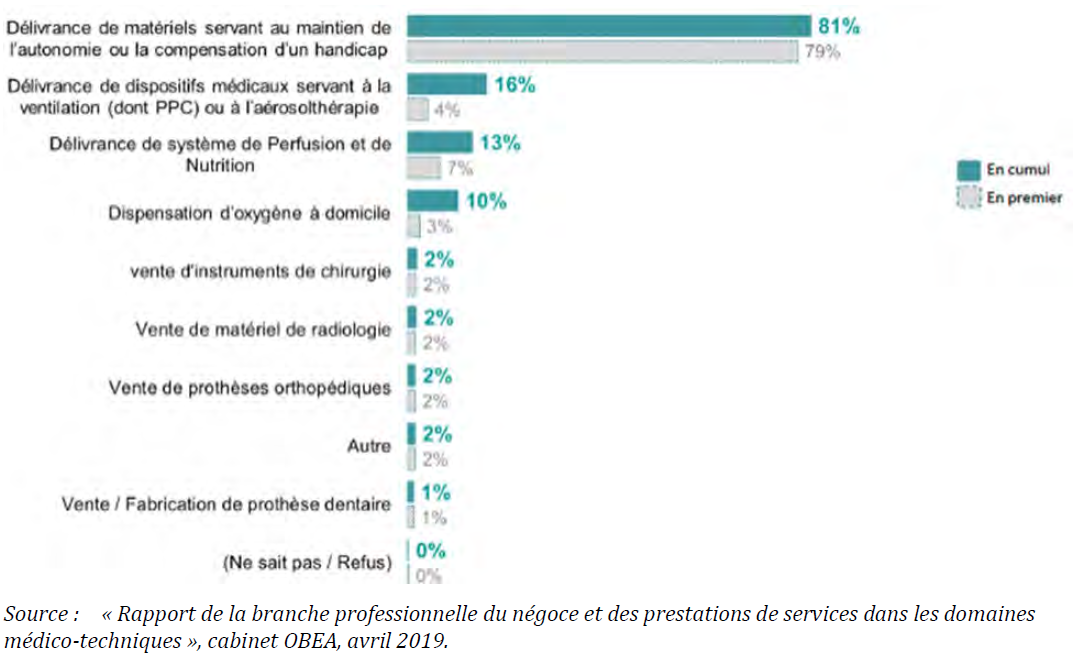 Délivrance de matériels servant au maintien de
l'autonomie ou la compensation d'un handicap
81%
79%
Délivrance de dispositifs médicaux servant à la
ventilation (dont PPC) ou à l'aérosolthérapie
16%
4%
Délivrance de système de Perfusion et de
Nutrition
13%
7%
En cumul
En premier
Dispensation d'oxygène à domicile
10%
3%
vente d'instruments de chirurgie
2%
2%
Vente de matériel de radiologie
2%
2%
Vente de prothèses orthopédiques
2%
2%
Autre
2%
2%
Vente / Fabrication de prothèse dentaire
1%
1%
(Ne sait pas / Refus)
0%
0%
Source : « Rapport de la branche professionnelle du négoce et des prestations de services dans les domaines
médico-techniques », cabinet OBEA, avril 2019.